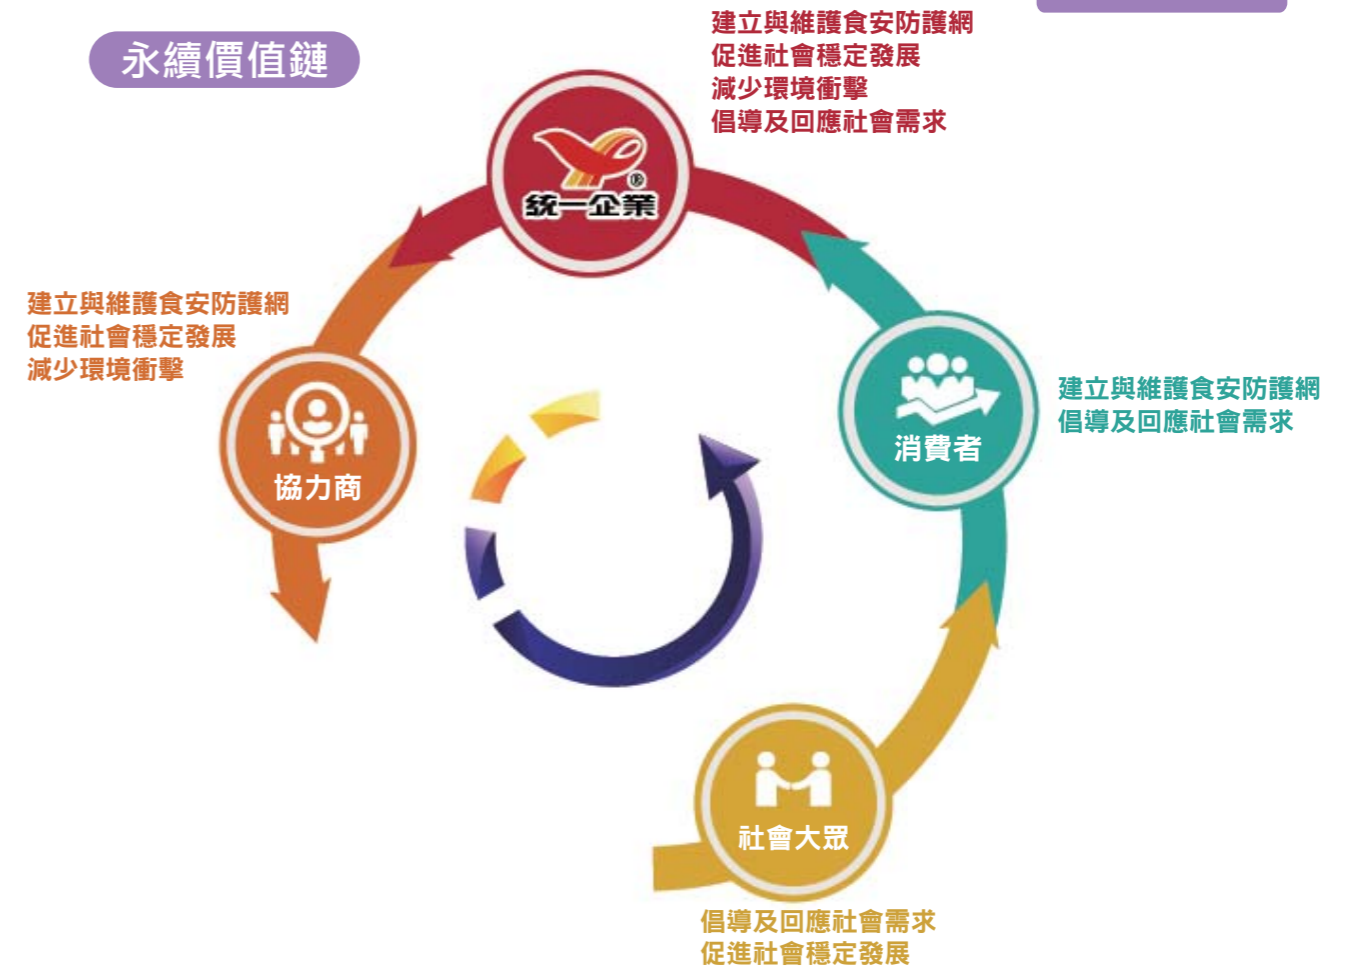 永續價值鏈
建立與維護食安防護網
促進社會穩定發展
減少環境衝擊
倡導及回應社會需求
®
統一企業
建立與維護食安防護網
促進社會穩定發展
減少環境衝擊
協力商
消費者
建立與維護食安防護網
倡導及回應社會需求
社會大眾
倡導及回應社會需求
促進社會穩定發展